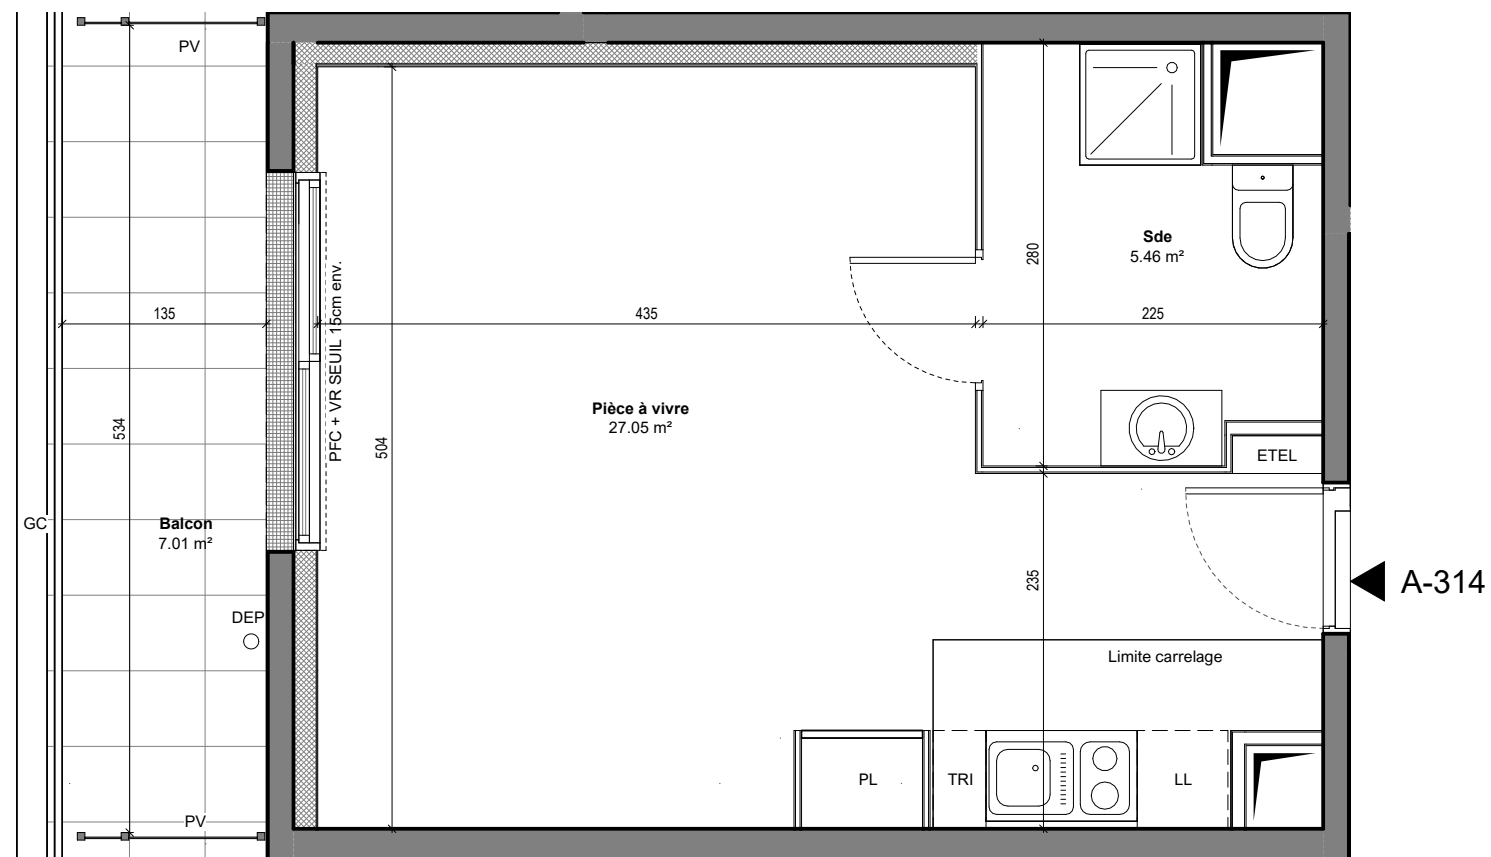 PV
280
Sde
5.46 m²
135
435
225
PFC + VR SEUIL 15cm env.
Pièce à vivre
27.05 m²
534
504
ETEL
GC
Balcon
7.01 m²
235
A-314
DEP
Limite carrelage
PL
TRI
LL
PV